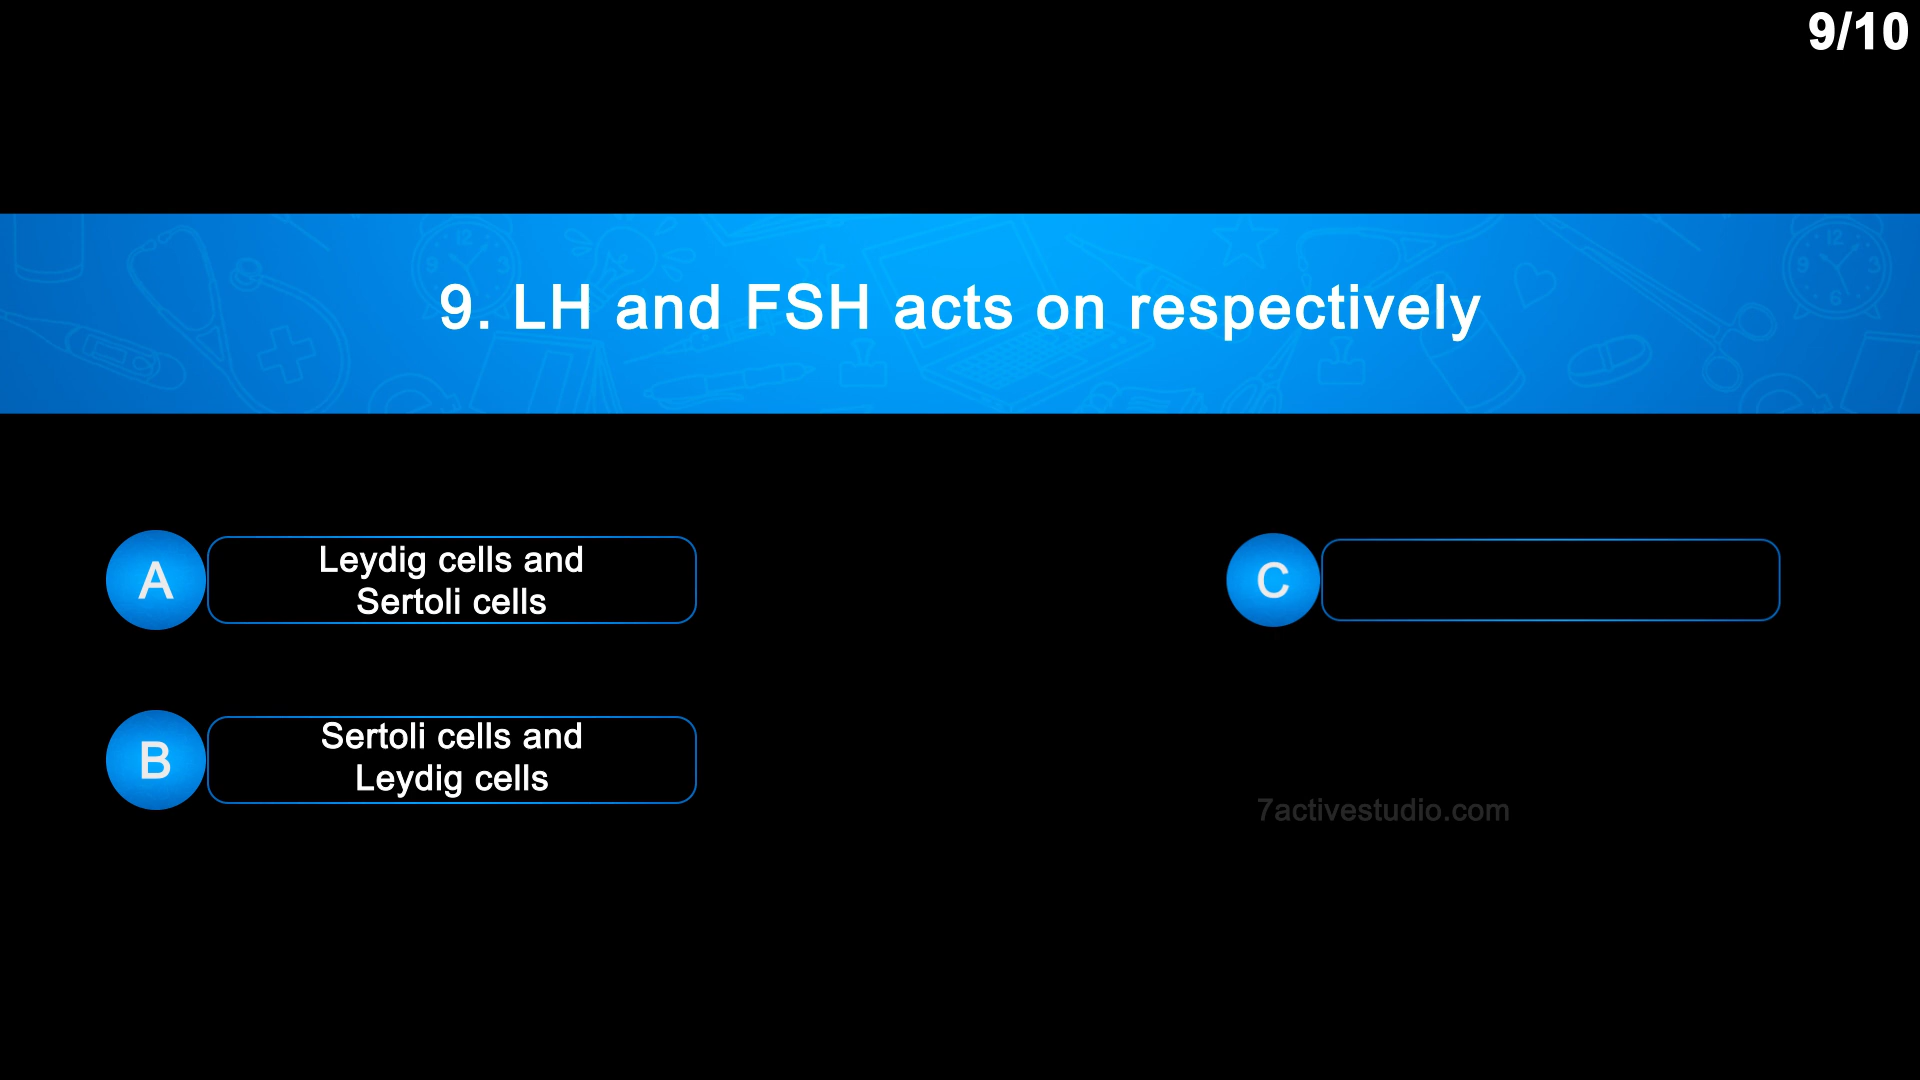 9/10
9. LH and FSH acts on respectively
A
Leydig cells and
Sertoli cells
B
Sertoli cells and
Leydig cells
C
7activestudio.com